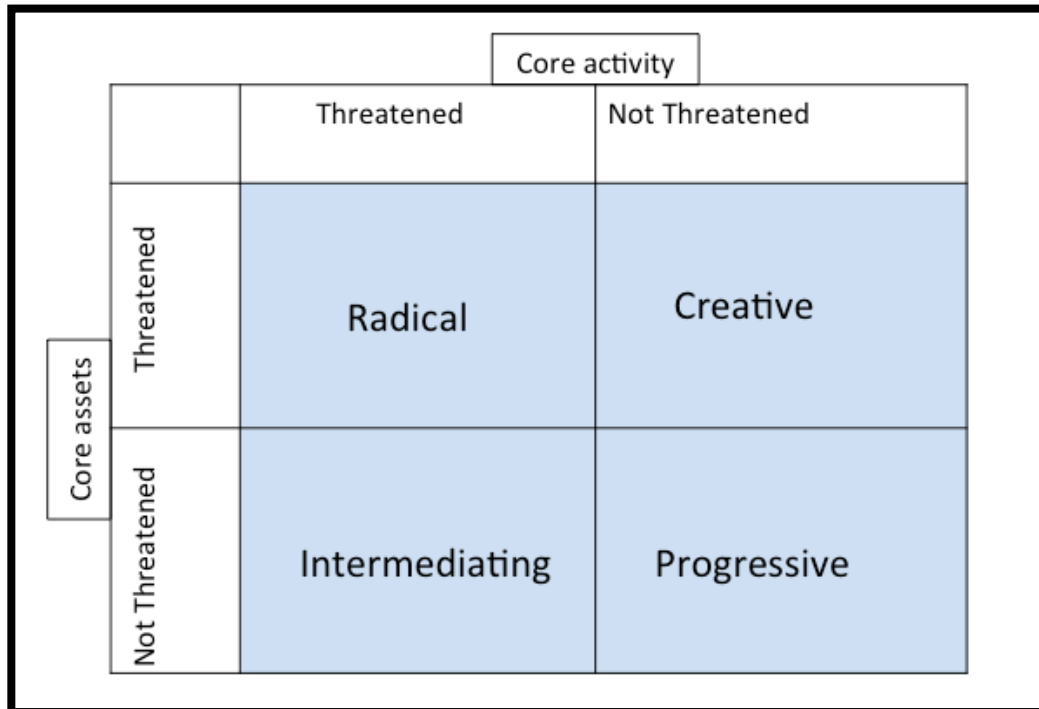 Core activity
Threatened
Not Threatened
Core assets
Threatened
Radical
Creative
Not Threatened
Intermediating
Progressive